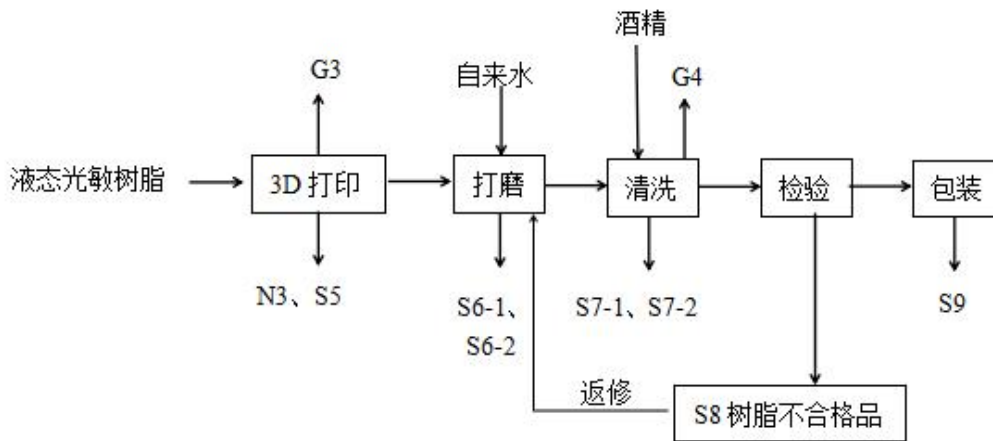 酒精
G3
自来水
G4
液态光敏树脂
3D 打印
打磨
清洗
检验
包装
N3、S5
S6-1、
S6-2
S7-1、S7-2
S9
返修
S8 树脂不合格品